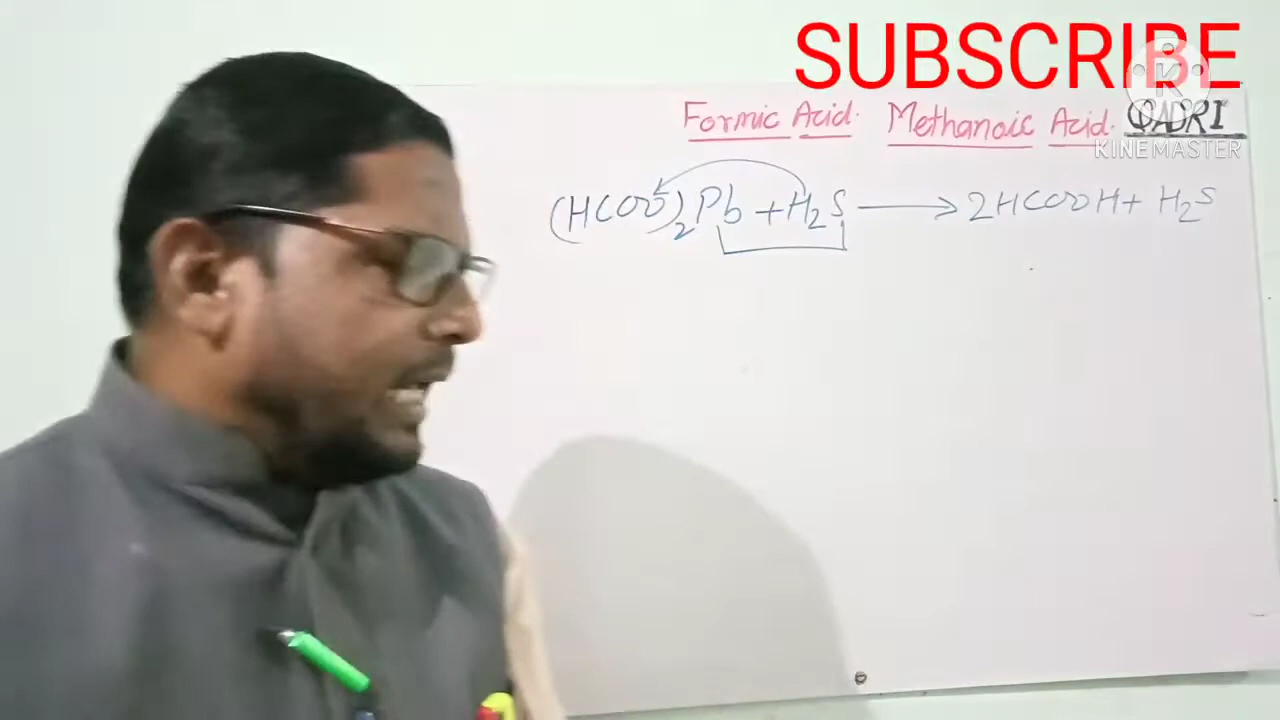 SUBSCRIBE
Formic Acid. Methanoic Acid. QADRI
KINEMASTER
(HCOO)₂Pb + H₂S ⟶ 2HCOOH + H₂S